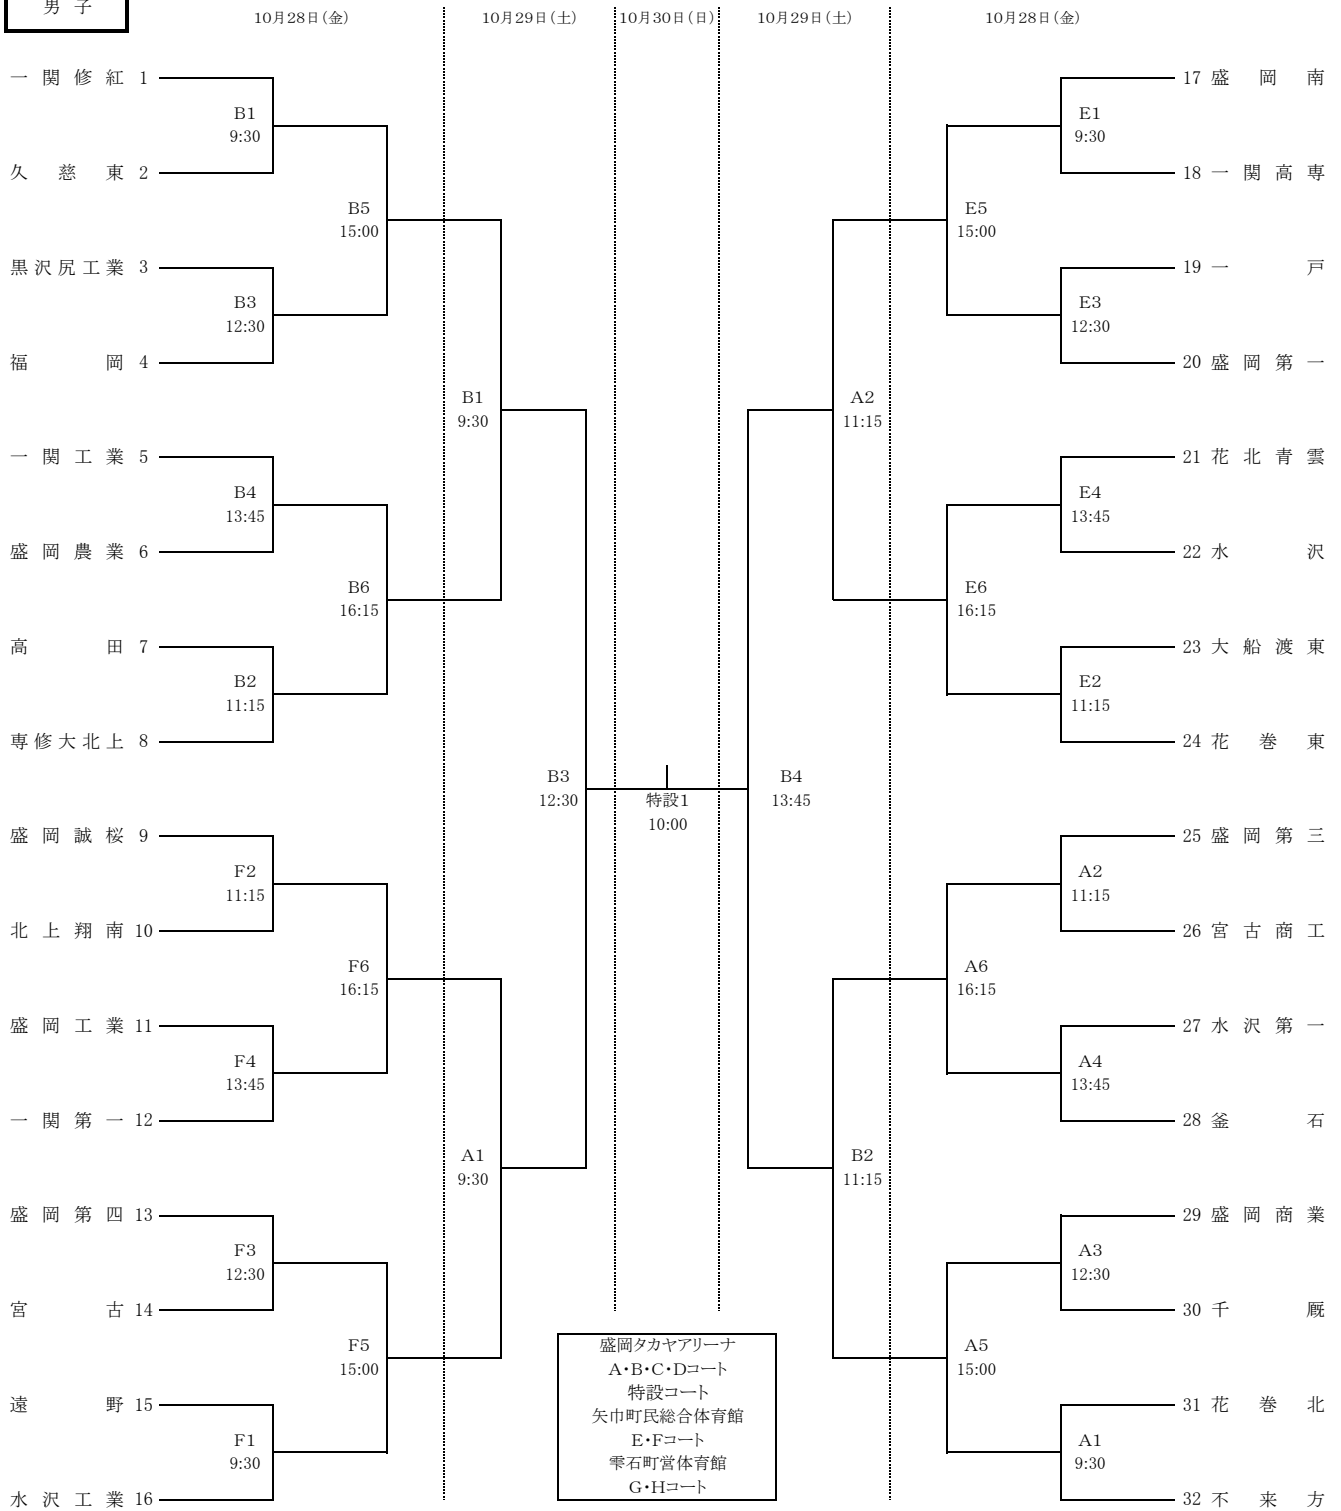 男子
10月28日(金) 10月29日(土) 10月30日(日) 10月29日(土) 10月28日(金)
一関修紅 1
B1
9:30
久慈東 2
B5
15:00
黒沢尻工業 3
B3
12:30
福岡 4
B1
9:30
一関工業 5
B4
13:45
盛岡農業 6
B6
16:15
高田 7
B2
11:15
専修大北上 8
B3
12:30
盛岡誠桜 9
F2
11:15
北上翔南 10
F6
16:15
盛岡工業 11
F4
13:45
一関第一 12
A1
9:30
盛岡第四 13
F3
12:30
宮古 14
F5
15:00
遠野 15
F1
9:30
水沢工業 16
特設1
10:00
17 盛岡南
E1
9:30
18 一関高専
E5
15:00
19 一戸
E3
12:30
20 盛岡第一
A2
11:15
21 花北青雲
E4
13:45
22 水沢
E6
16:15
23 大船渡東
E2
11:15
24 花巻東
B4
13:45
25 盛岡第三
A2
11:15
26 宮古商工
A6
16:15
27 水沢第一
A4
13:45
28 釜石
B2
11:15
29 盛岡商業
A3
12:30
30 千厩
A5
15:00
31 花巻北
A1
9:30
32 不来方
盛岡タカヤアリーナ
A・B・C・Dコート
特設コート
矢巾町民総合体育館
E・Fコート
雫石町営体育館
G・Hコート